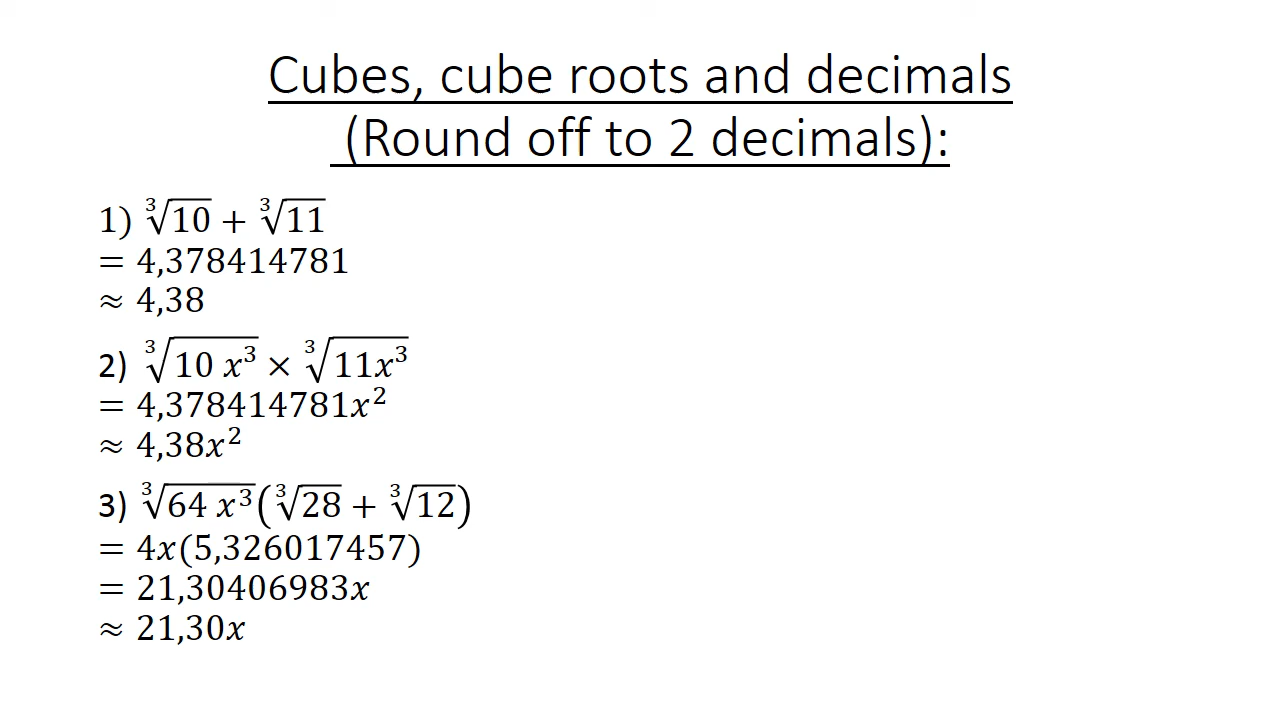 Cubes, cube roots and decimals
(Round off to 2 decimals):
1) ∛10 + ∛11
= 4,378414781
≈ 4,38
2) ∛(10 x³) × ∛(11x³)
= 4,378414781x²
≈ 4,38x²
3) ∛(64 x³)(∛28 + ∛12)
= 4x(5,326017457)
= 21,30406983x
≈ 21,30x